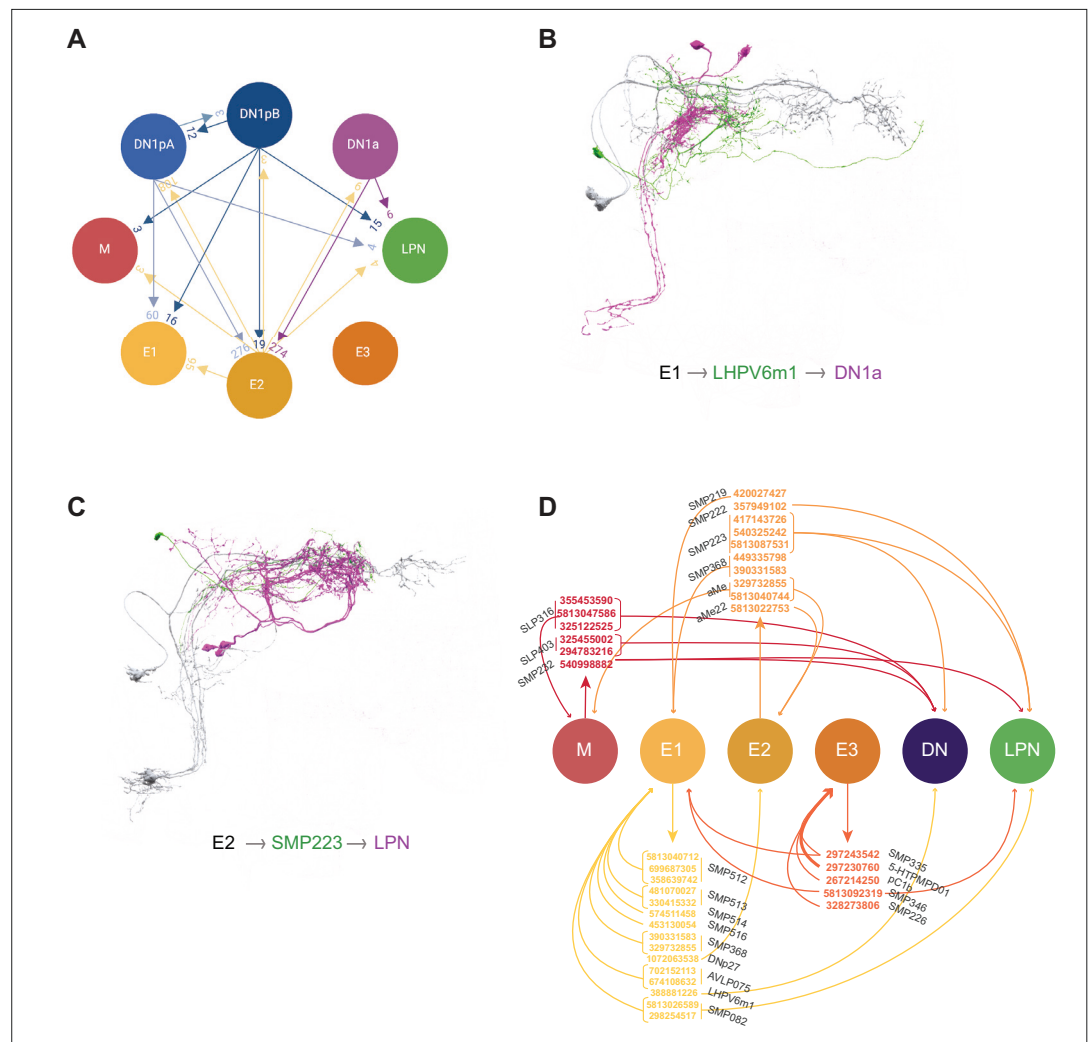 A
DN1pB
DN1pA
DN1a
M
LPN
E1
E2
E3
3
12
3
9
6
15
4
4
3
3
60
16
95
276
19
274
B
E1 → LHPV6m1 → DN1a
C
E2 → SMP223 → LPN
D
SMP219 420027427
SMP222 357949102
417143726
SMP223 540325242
5813087531
449335798
SMP368 390331583
aMe 329732855
5813040744
aMe22 5813022753
355453590
SLP316 5813047586
325122525
SLP403 325455002
294783216
SMP232 540998882
M E1 E2 E3 DN LPN
5813040712
699687305 SMP512
358639742
481070027 SMP513
330415332
574511458 SMP514
453130054 SMP516
390331583 SMP368
329732855
1072063538 DNp27
702152113 AVLP075
674108632
388881226 LHPV6m1
5813026589 SMP082
298254517
297243542 SMP335
297230760 5-HTPMPD01
267214250 pC1b
5813092319 SMP346
328273806 SMP226